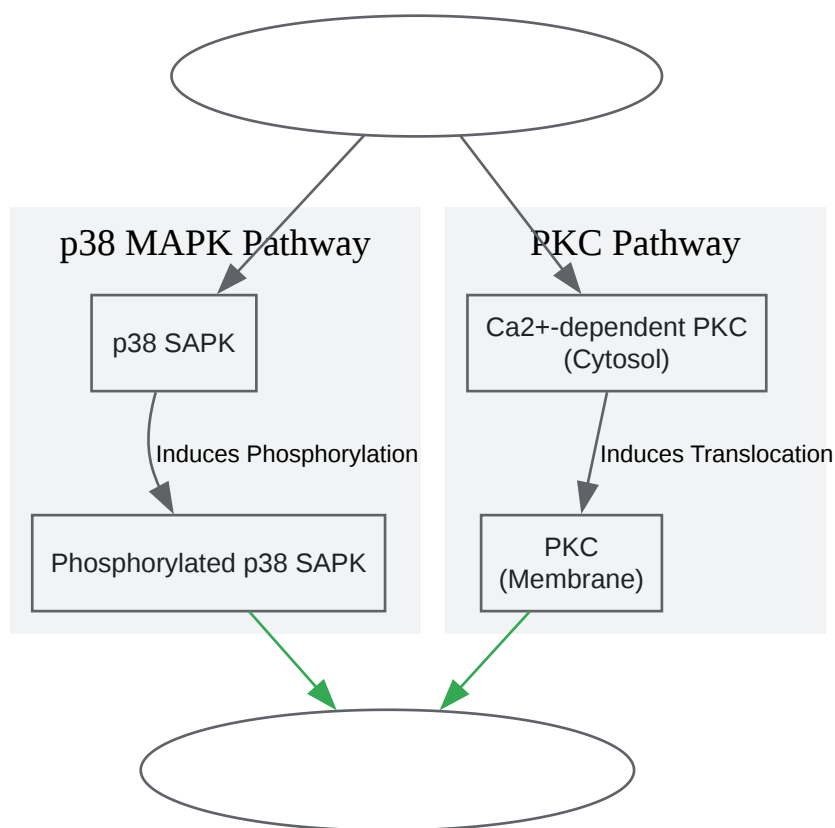 p38 MAPK Pathway
PKC Pathway
p38 SAPK
Ca2+-dependent PKC
(Cytosol)
Induces Phosphorylation
Induces Translocation
Phosphorylated p38 SAPK
PKC
(Membrane)